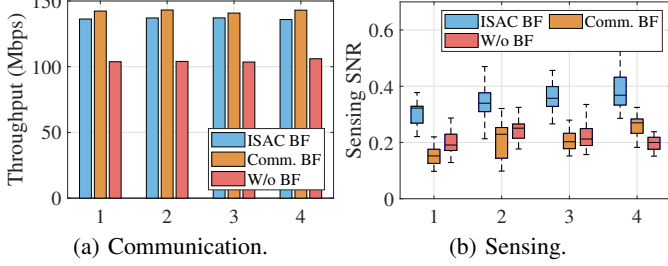 Throughput (Mbps)
150
100
50
0
ISAC BF
Comm. BF
W/o BF
1 2 3 4
(a) Communication.
Sensing SNR
0.6
0.4
0.2
0
ISAC BF Comm. BF
W/o BF
1 2 3 4
(b) Sensing.